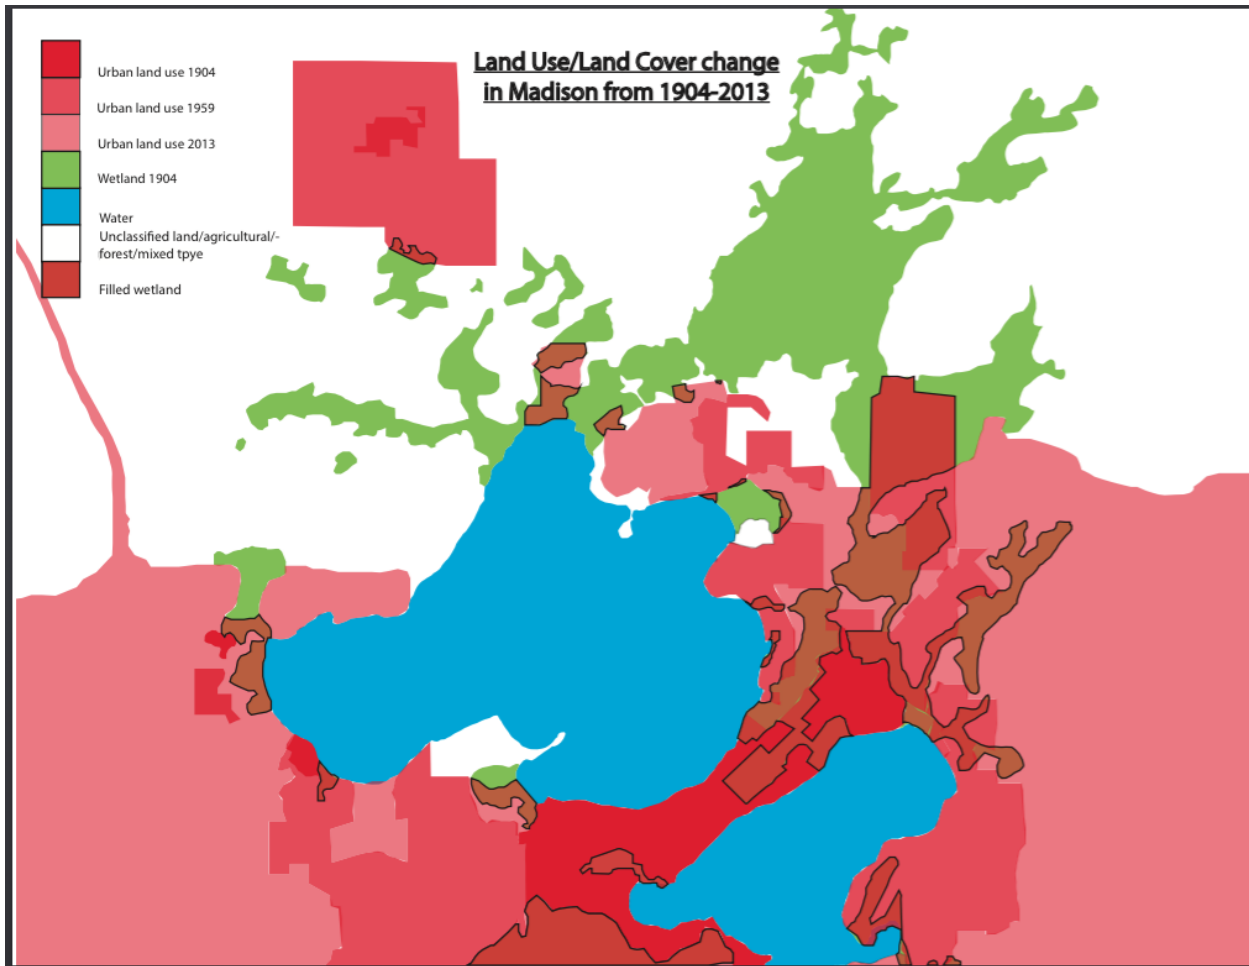 Land Use/Land Cover change
in Madison from 1904-2013
Urban land use 1904
Urban land use 1959
Urban land use 2013
Wetland 1904
Water
Unclassified land/agricultural/-
forest/mixed tpye
Filled wetland